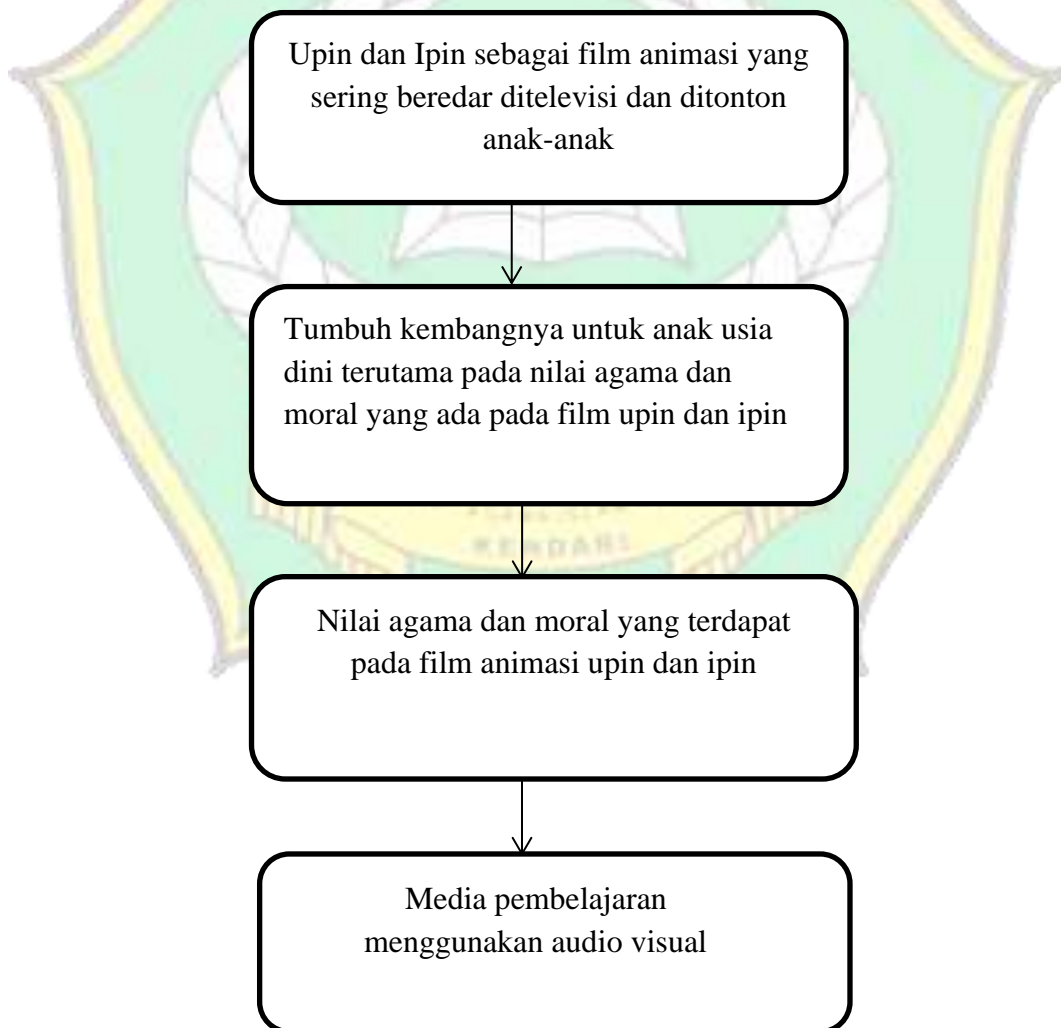 Upin dan Ipin sebagai film animasi yang
sering beredar ditelevisi dan ditonton
anak-anak
Tumbuh kembangnya untuk anak usia
dini terutama pada nilai agama dan
moral yang ada pada film upin dan ipin
KENDARI
Nilai agama dan moral yang terdapat
pada film animasi upin dan ipin
Media pembelajaran
menggunakan audio visual